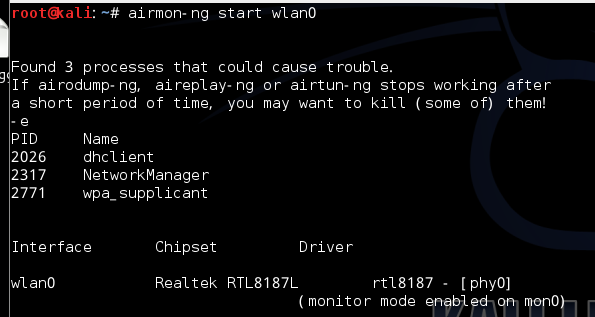 root@kali:~# airmon-ng start wlan0
Found 3 processes that could cause trouble.
If airodump-ng, aireplay-ng or airtun-ng stops working after
a short period of time, you may want to kill (some of) them!
-e
PID     Name
2026    dhclient
2317    NetworkManager
2771    wpa_supplicant
Interface       Chipset         Driver
wlan0           Realtek RTL8187L        rtl8187 - [phy0]
                                (monitor mode enabled on mon0)